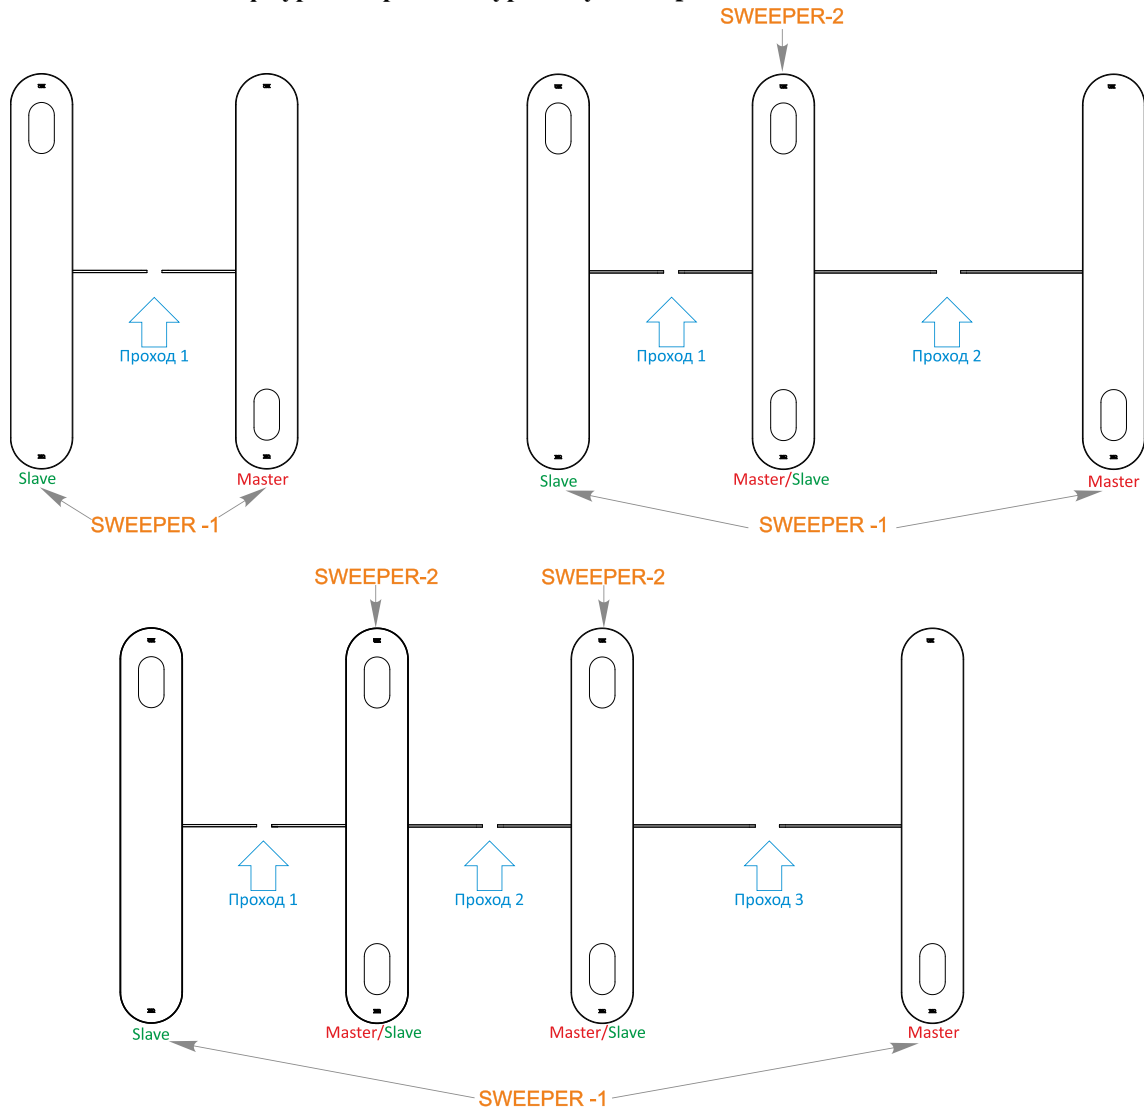 SWEEPER-2
Проход 1
Проход 1
Проход 2
Slave
Master
Slave
Master/Slave
Master
SWEEPER -1
SWEEPER -1
SWEEPER-2
SWEEPER-2
Проход 1
Проход 2
Проход 3
Slave
Master/Slave
Master/Slave
Master
SWEEPER -1